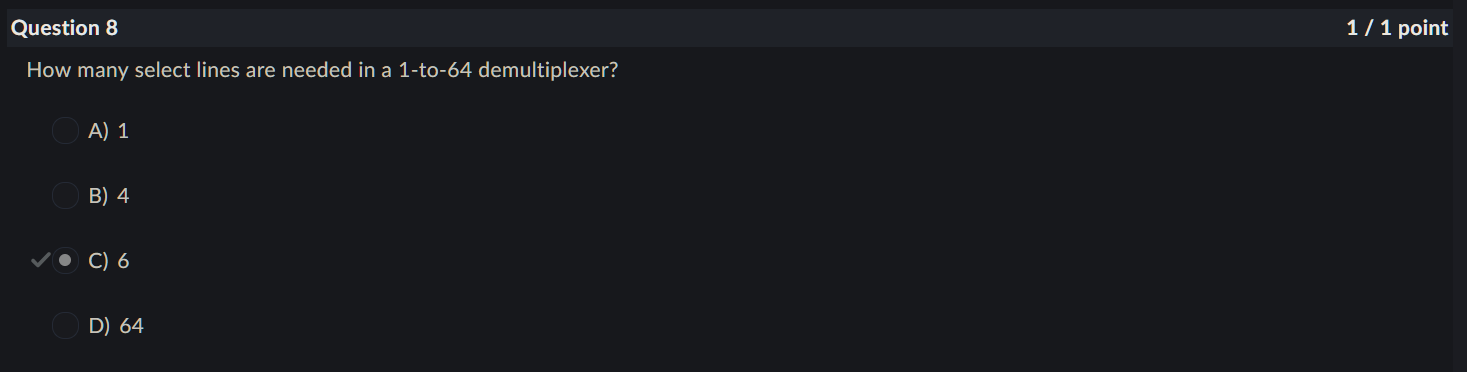 Question 8
1 / 1 point
How many select lines are needed in a 1-to-64 demultiplexer?
A) 1
B) 4
C) 6
D) 64